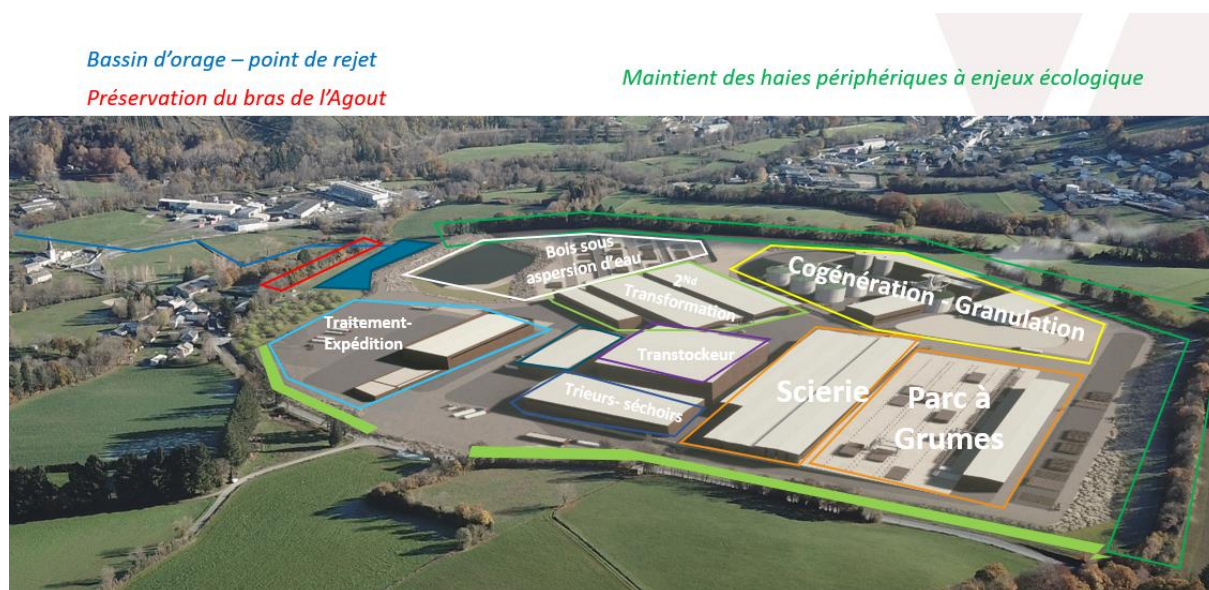 Bassin d'orage – point de rejet
Préservation du bras de l'Agout
Maintient des haies périphériques à enjeux écologique
Bois sous
aspersion d'eau
2Nd
Transformation
Cogénération - Granulation
Traitement-
Expédition
Transtockeur
Trieurs- séchoirs
Scierie
Parc à
Grumes